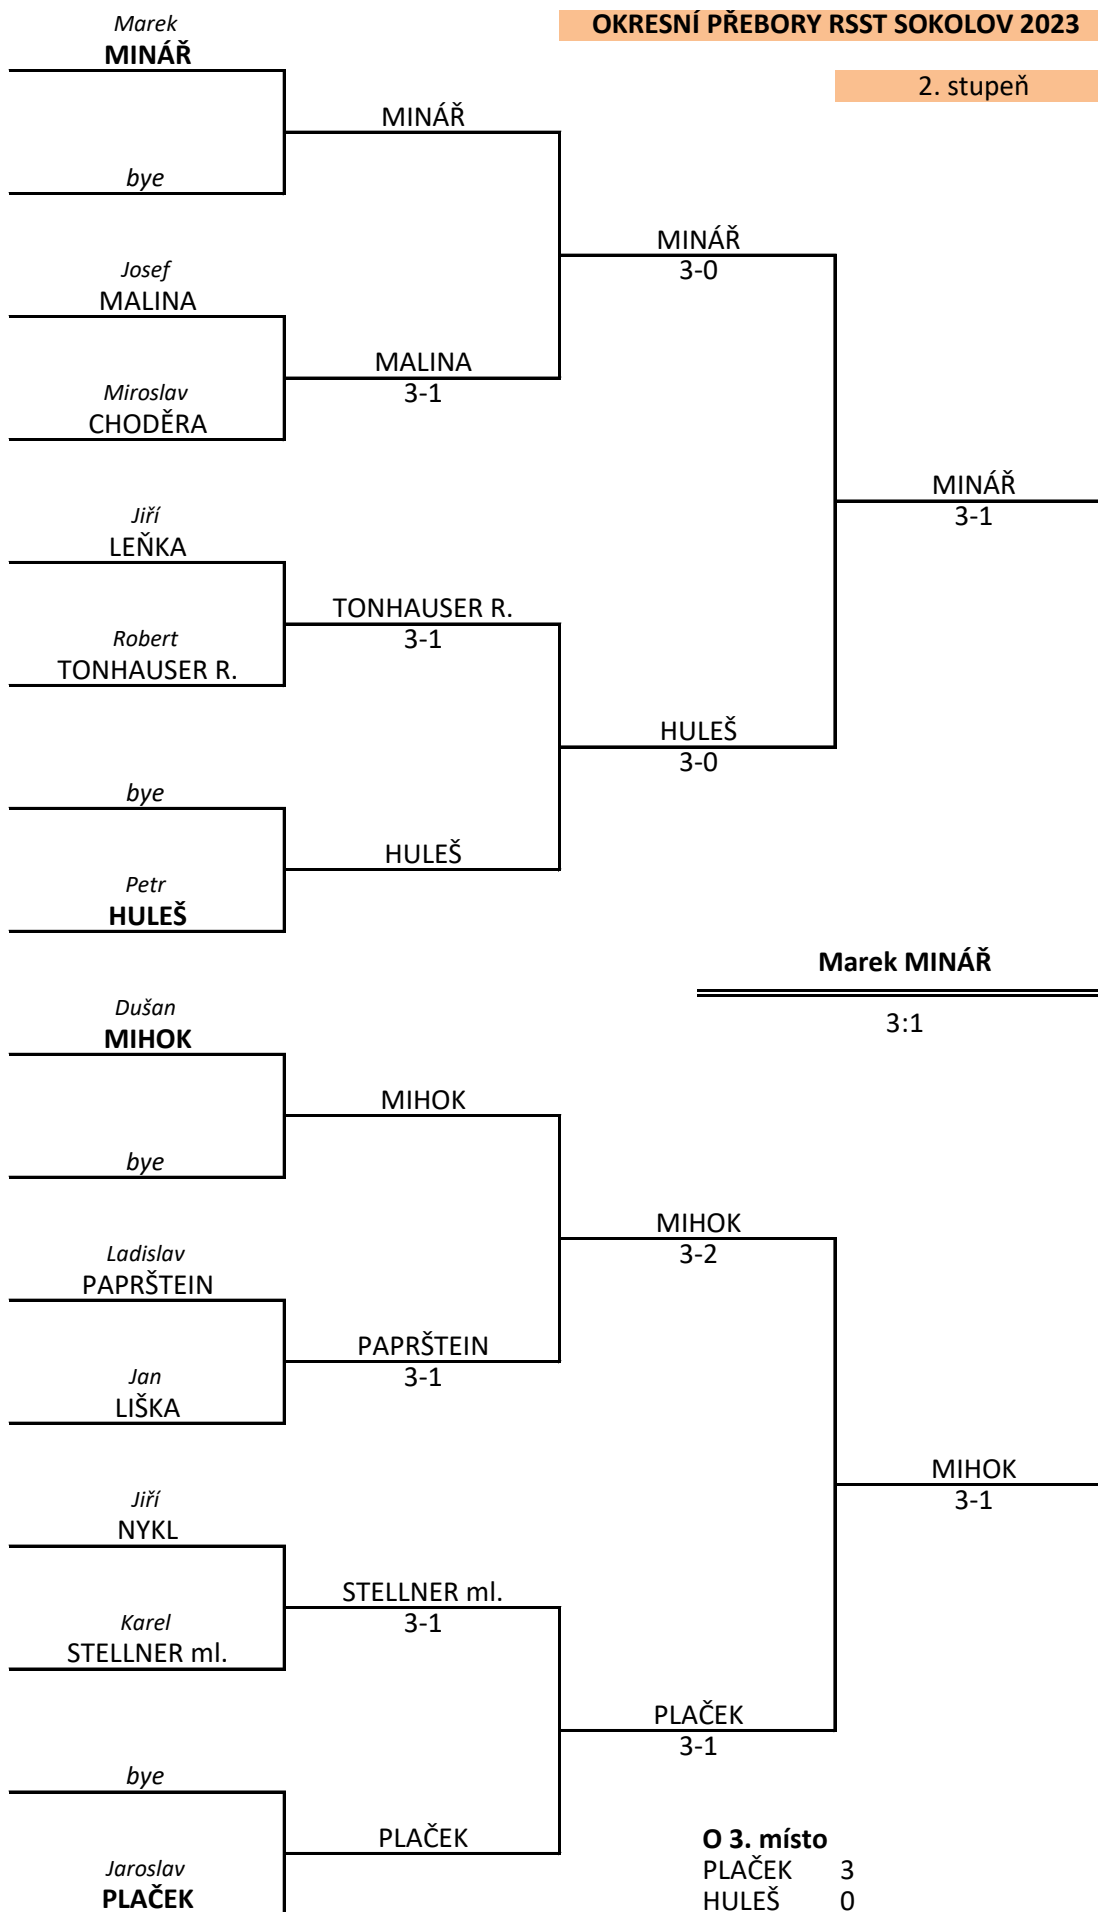 Marek
MINÁŘ
OKRESNÍ PŘEBORY RSST SOKOLOV 2023
2. stupeň
MINÁŘ
bye
MINÁŘ
3-0
Josef
MALINA
MALINA
3-1
Miroslav
CHODĚRA
MINÁŘ
3-1
Jiří
LEŇKA
TONHAUSER R.
3-1
Robert
TONHAUSER R.
HULEŠ
3-0
bye
HULEŠ
Petr
HULEŠ
Marek MINÁŘ
3:1
Dušan
MIHOK
MIHOK
bye
MIHOK
3-2
Ladislav
PAPRŠTEIN
PAPRŠTEIN
3-1
Jan
LIŠKA
MIHOK
3-1
Jiří
NYKL
STELLNER ml.
3-1
Karel
STELLNER ml.
PLAČEK
3-1
bye
PLAČEK
Jaroslav
PLAČEK
O 3. místo
PLAČEK 3
HULEŠ 0